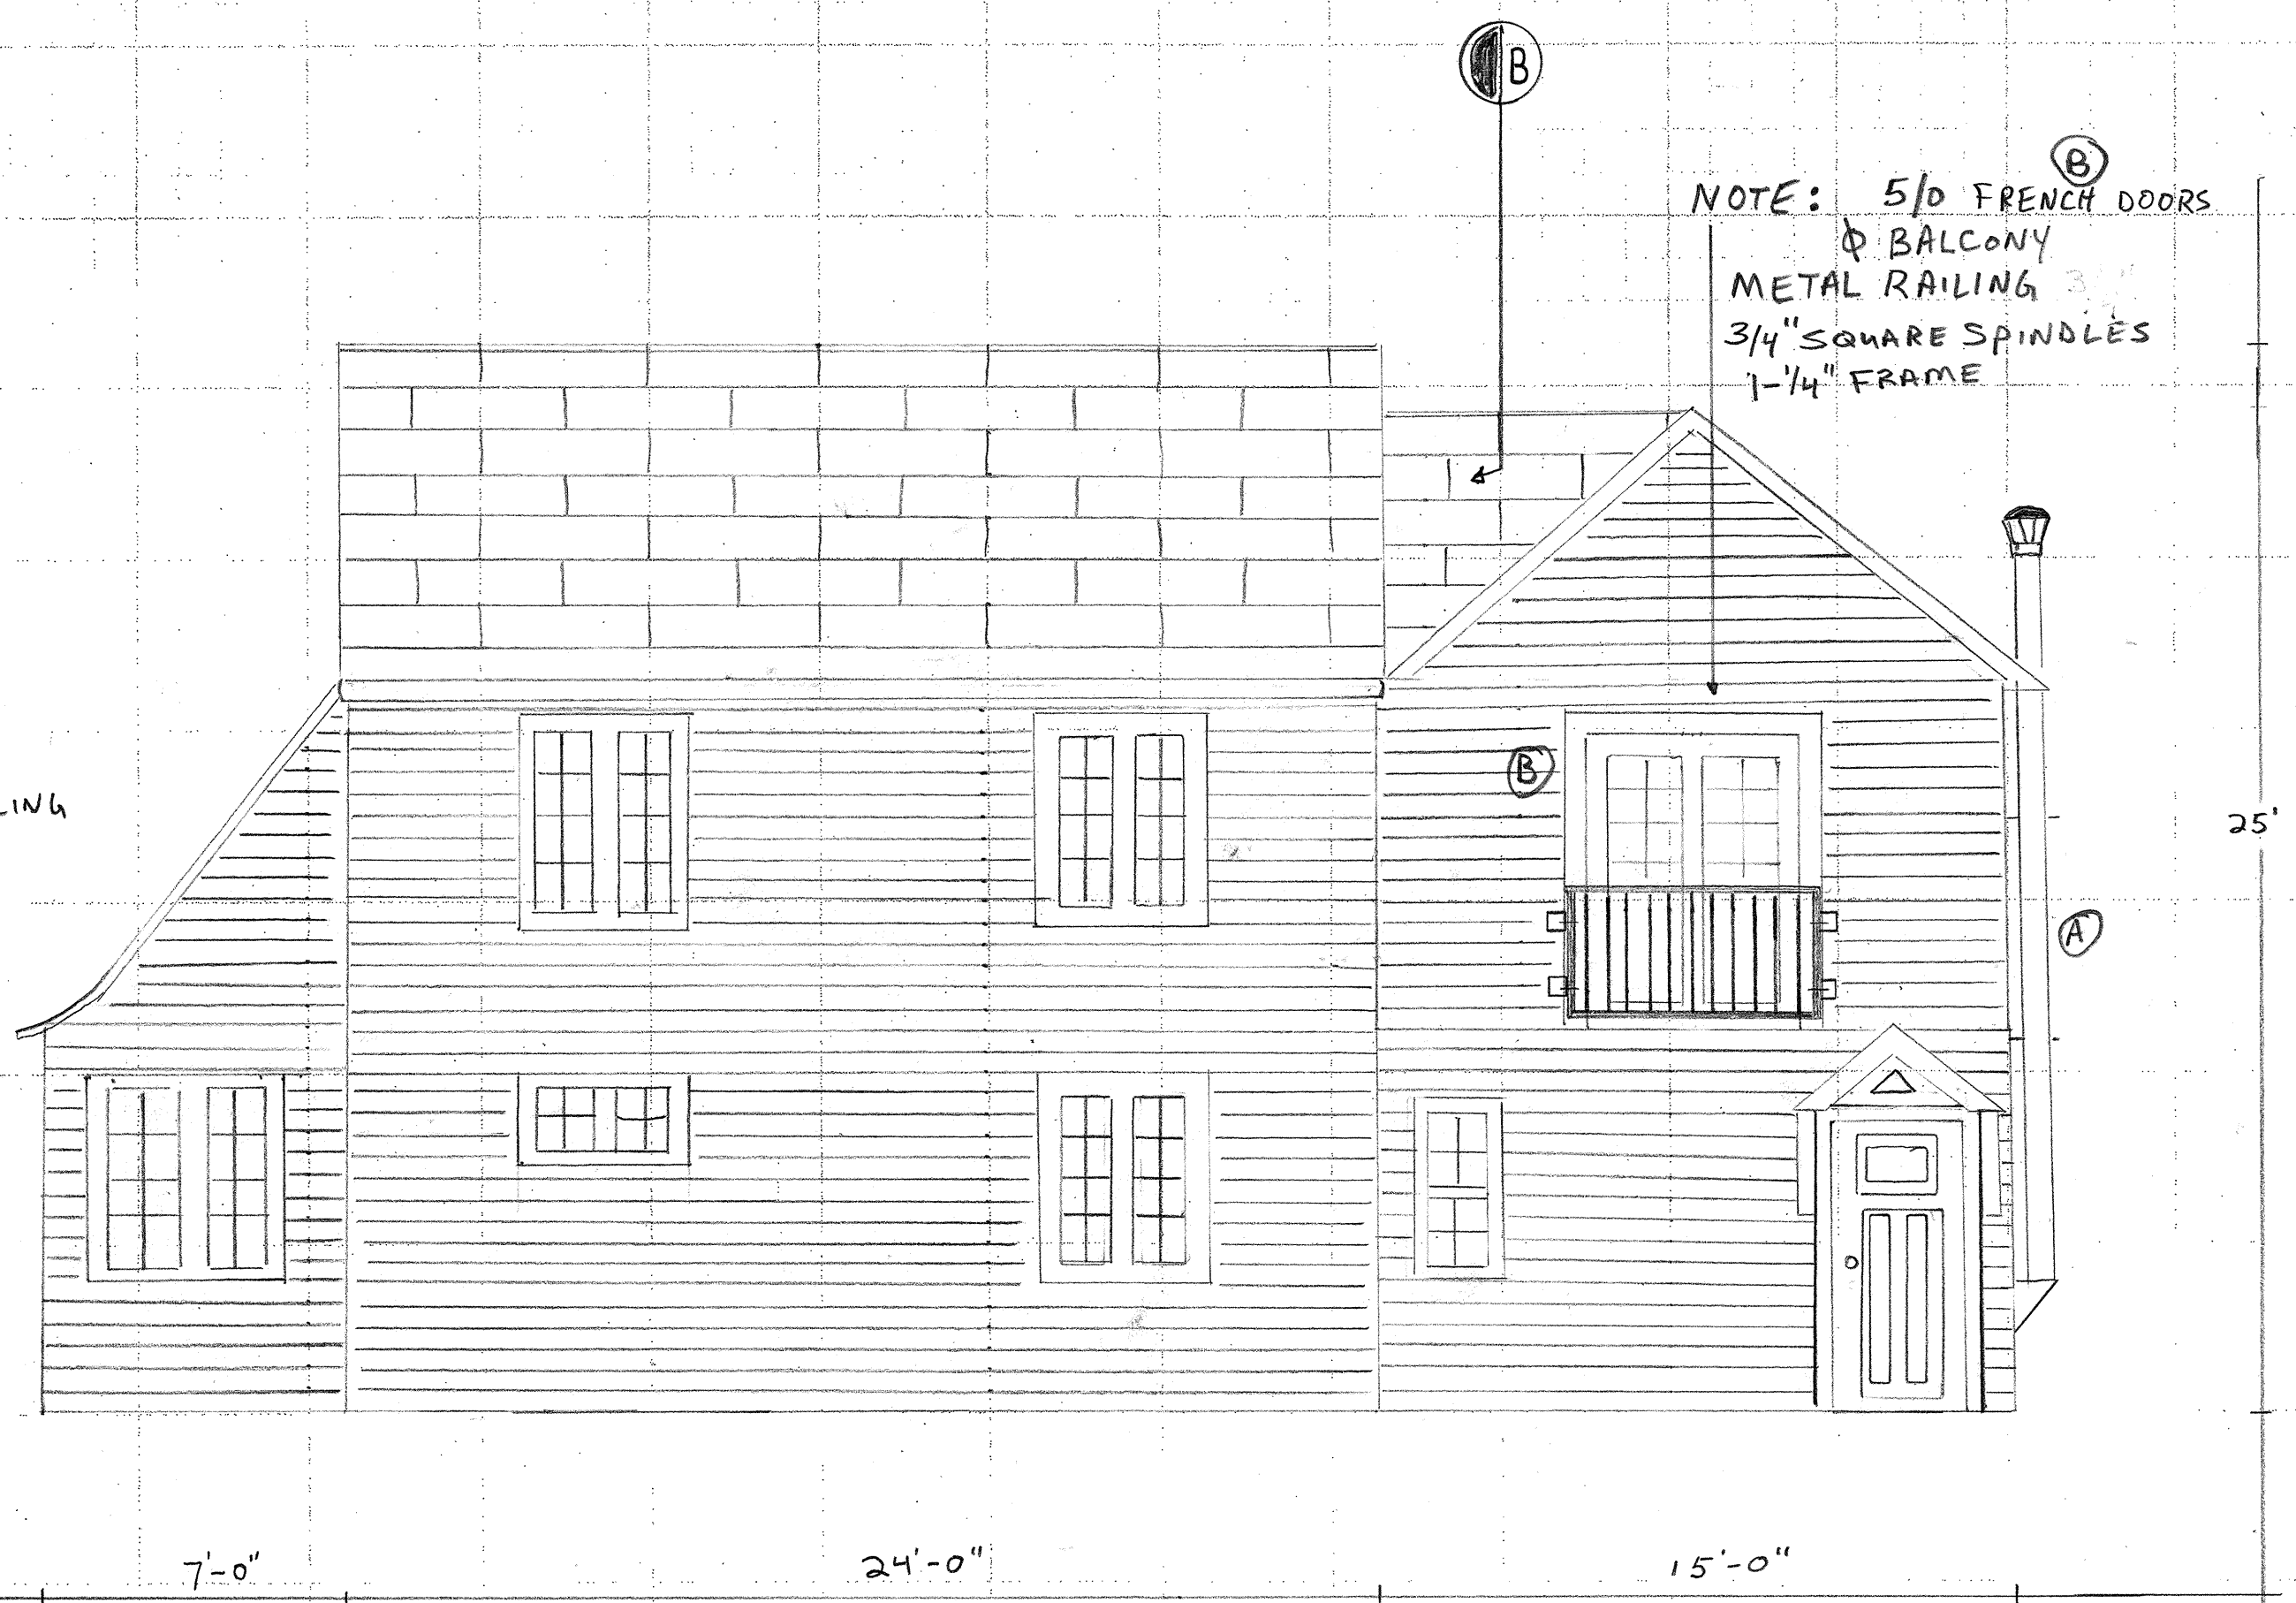 B
B
NOTE: 5/0 FRENCH DOORS
& BALCONY
METAL RAILING
3/4" SQUARE SPINDLES
1-1/4" FRAME
B
LING
25'
A
7'-0"
24'-0"
15'-0"